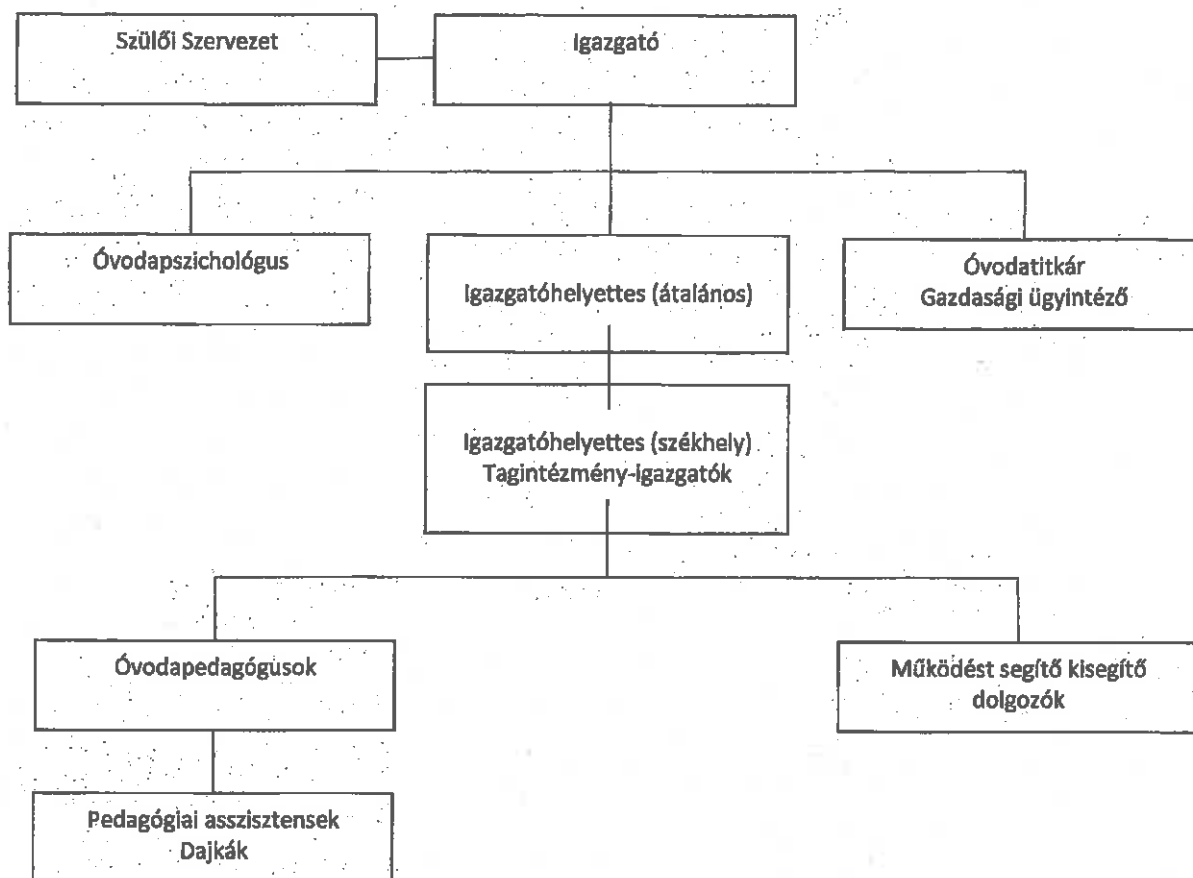 Szülői Szervezet
Igazgató
Óvodapszichológus
Igazgatóhelyettes (átalános)
Óvodatitkár
Gazdasági ügyintéző
Igazgatóhelyettes (székhely)
Tagintézmény-igazgatók
Óvodapedagógusok
Működést segítő kisegítő
dolgozók
Pedagógiai asszisztensek
Dajkák